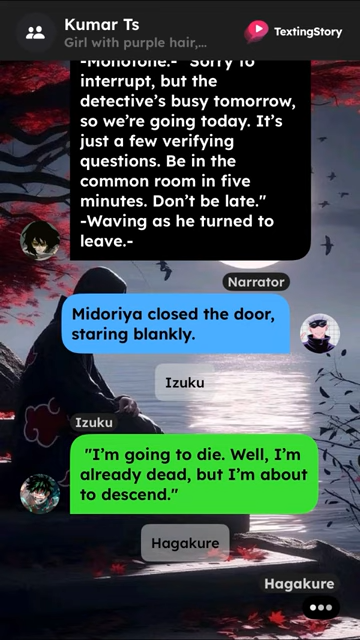 Kumar Ts
Girl with purple hair,...
TextingStory
-Monotone.- "Sorry to
interrupt, but the
detective's busy tomorrow,
so we're going today. It's
just a few verifying
questions. Be in the
common room in five
minutes. Don't be late."
-Waving as he turned to
leave.-
Narrator
Midoriya closed the door,
staring blankly.
Izuku
Izuku
"I'm going to die. Well, I'm
already dead, but I'm about
to descend."
Hagakure
Hagakure